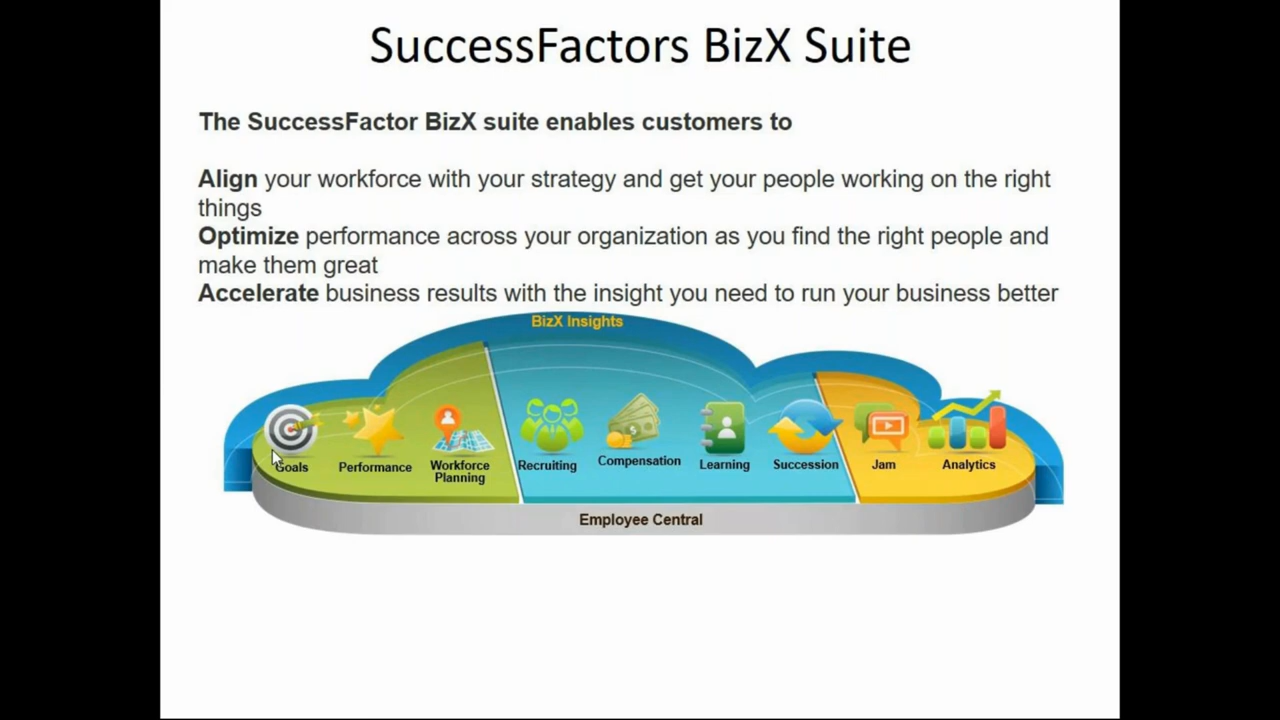 SuccessFactors BizX Suite
The SuccessFactor BizX suite enables customers to
Align your workforce with your strategy and get your people working on the right
things
Optimize performance across your organization as you find the right people and
make them great
Accelerate business results with the insight you need to run your business better
BizX Insights
Goals
Performance
Workforce
Planning
Recruiting
Compensation
Learning
Succession
Jam
Analytics
Employee Central